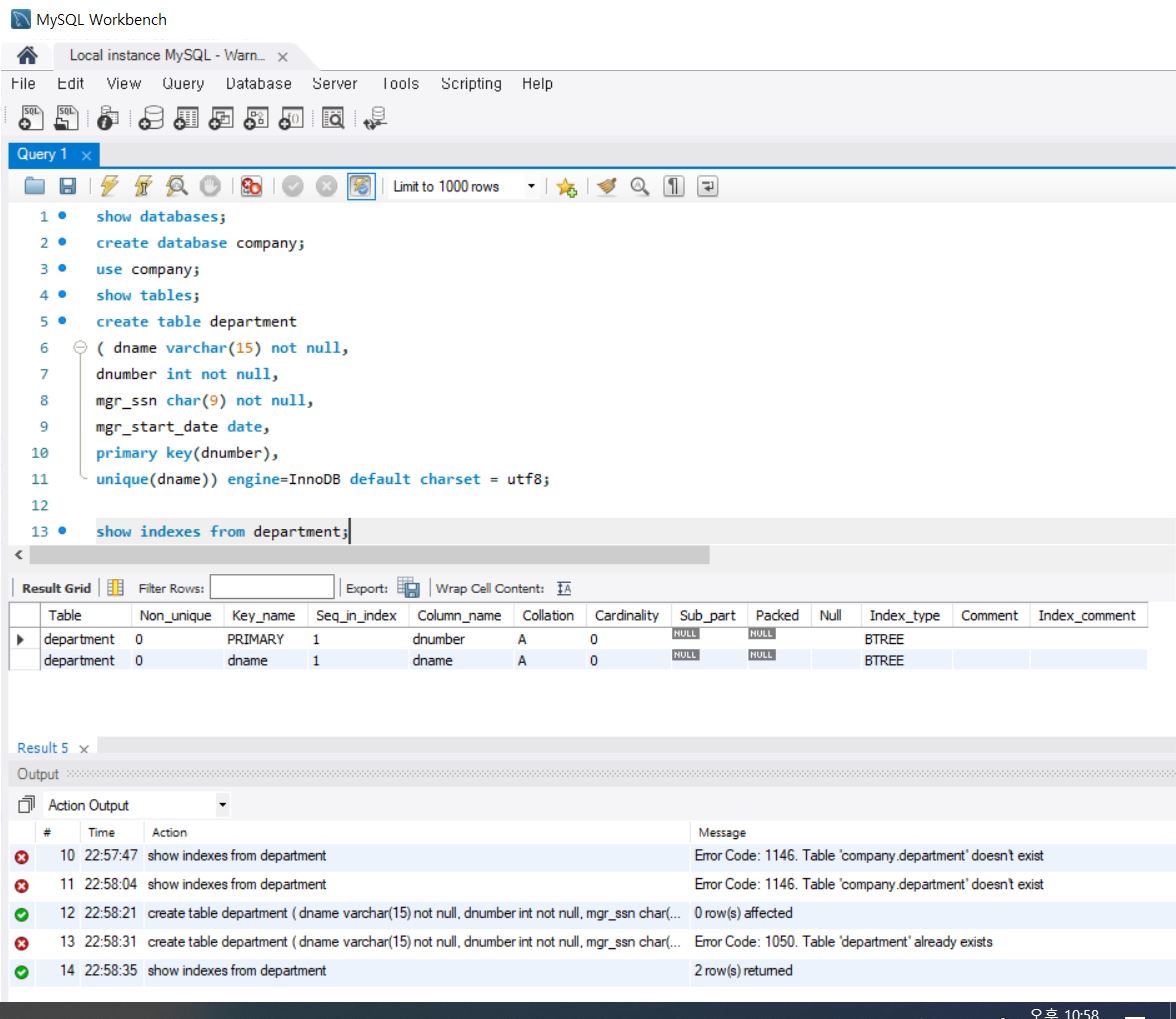 MySQL Workbench
Local instance MySQL - Warn...
File Edit View Query Database Server Tools Scripting Help
SQL SQL
Query 1
Limit to 1000 rows
1 show databases;
2 create database company;
3 use company;
4 show tables;
5 create table department
6 ( dname varchar(15) not null,
7 dnumber int not null,
8 mgr_ssn char(9) not null,
9 mgr_start_date date,
10 primary key(dnumber),
11 unique(dname)) engine=InnoDB default charset = utf8;
12
13 show indexes from department;
Result Grid Filter Rows: Export: Wrap Cell Content:
Table Non_unique Key_name Seq_in_index Column_name Collation Cardinality Sub_part Packed Null Index_type Comment Index_comment
department 0 PRIMARY 1 dnumber A 0 NULL NULL BTREE
department 0 dname 1 dname A 0 NULL NULL BTREE
Result 5
Output
Action Output
# Time Action Message
10 22:57:47 show indexes from department Error Code: 1146. Table 'company.department' doesn't exist
11 22:58:04 show indexes from department Error Code: 1146. Table 'company.department' doesn't exist
12 22:58:21 create table department ( dname varchar(15) not null, dnumber int not null, mgr_ssn char(... 0 row(s) affected
13 22:58:31 create table department ( dname varchar(15) not null, dnumber int not null, mgr_ssn char(... Error Code: 1050. Table 'department' already exists
14 22:58:35 show indexes from department 2 row(s) returned
오후 10:58